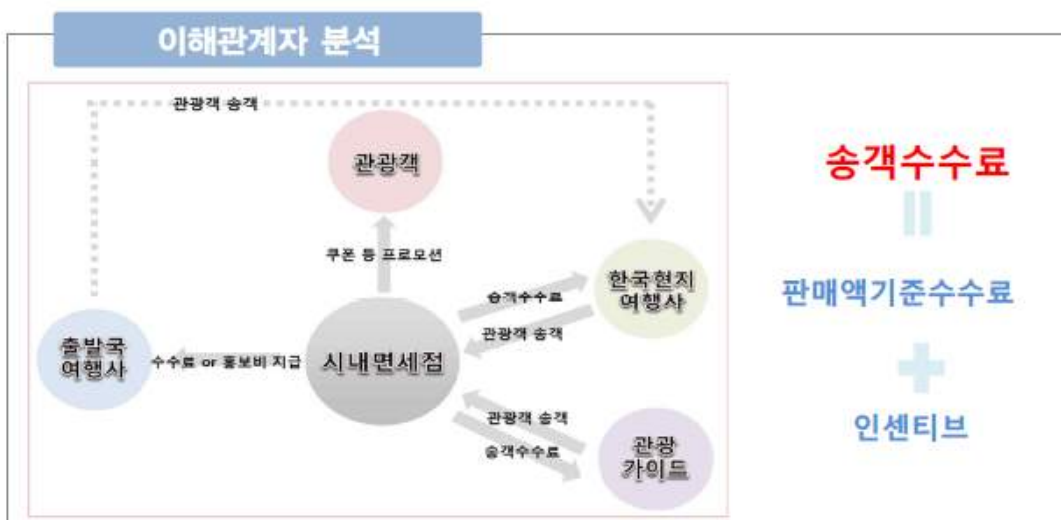 이해관계자 분석
관광객 송객
관광객
쿠폰 등 프로모션
송객수수료
한국현지
여행사
관광객 송객
출발국
여행사
수수료 or 홍보비 지급
시내면세점
관광객 송객
송객수수료
관광
가이드
송객수수료
판매액기준수수료
인센티브